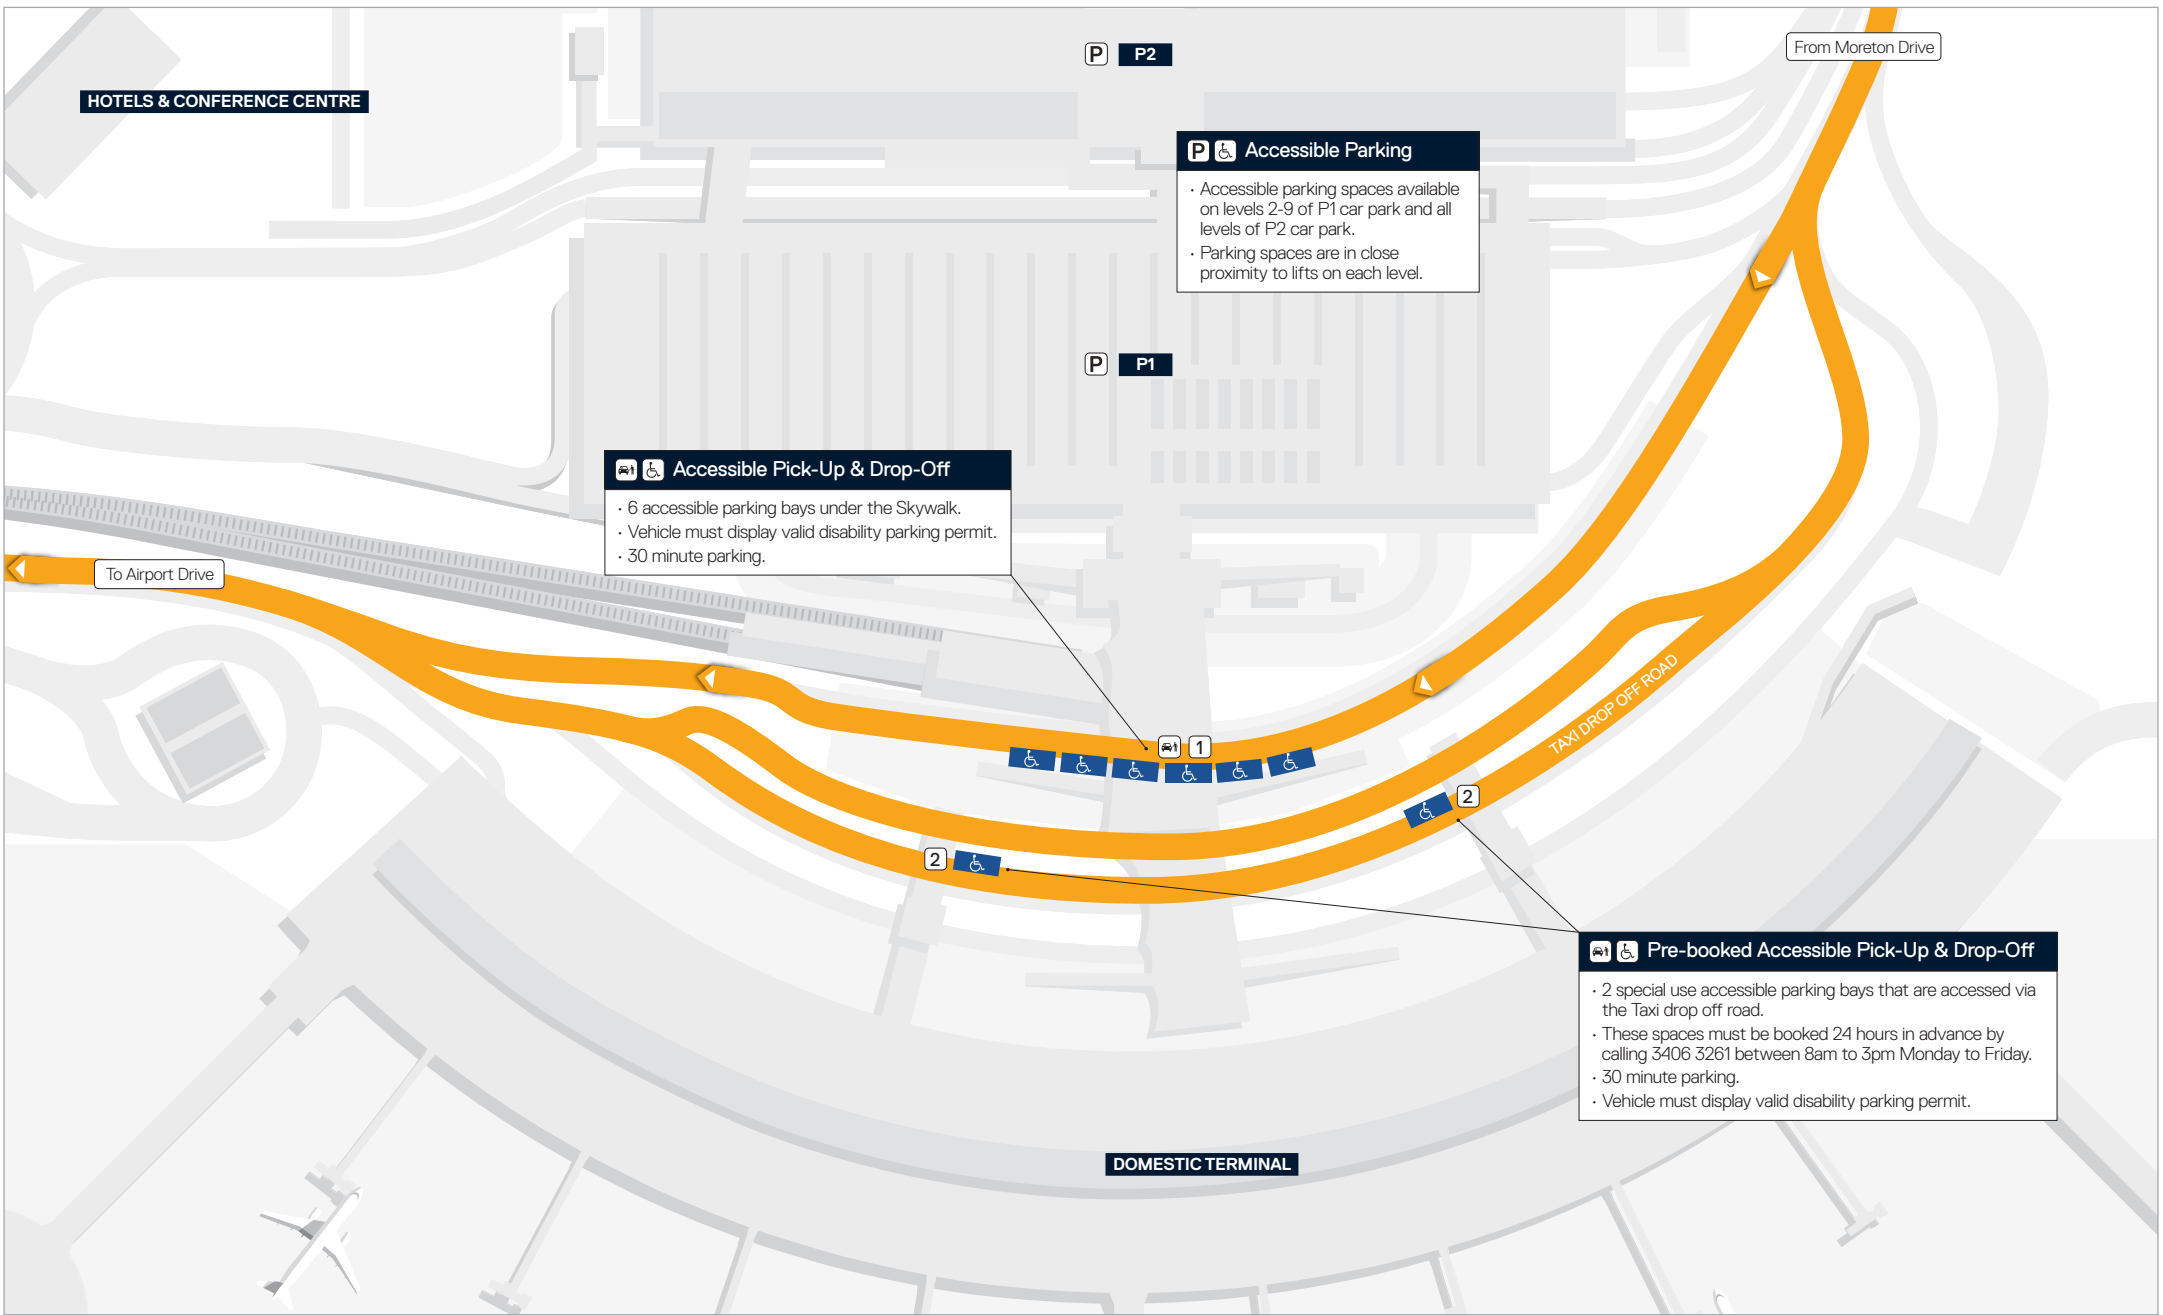 P P2
From Moreton Drive
HOTELS & CONFERENCE CENTRE
P Accessible Parking
· Accessible parking spaces available
on levels 2-9 of P1 car park and all
levels of P2 car park.
· Parking spaces are in close
proximity to lifts on each level.
P P1
Accessible Pick-Up & Drop-Off
· 6 accessible parking bays under the Skywalk.
· Vehicle must display valid disability parking permit.
· 30 minute parking.
To Airport Drive
TAXI DROP OFF ROAD
1
2
2
Pre-booked Accessible Pick-Up & Drop-Off
· 2 special use accessible parking bays that are accessed via
the Taxi drop off road.
· These spaces must be booked 24 hours in advance by
calling 3406 3261 between 8am to 3pm Monday to Friday.
· 30 minute parking.
· Vehicle must display valid disability parking permit.
DOMESTIC TERMINAL